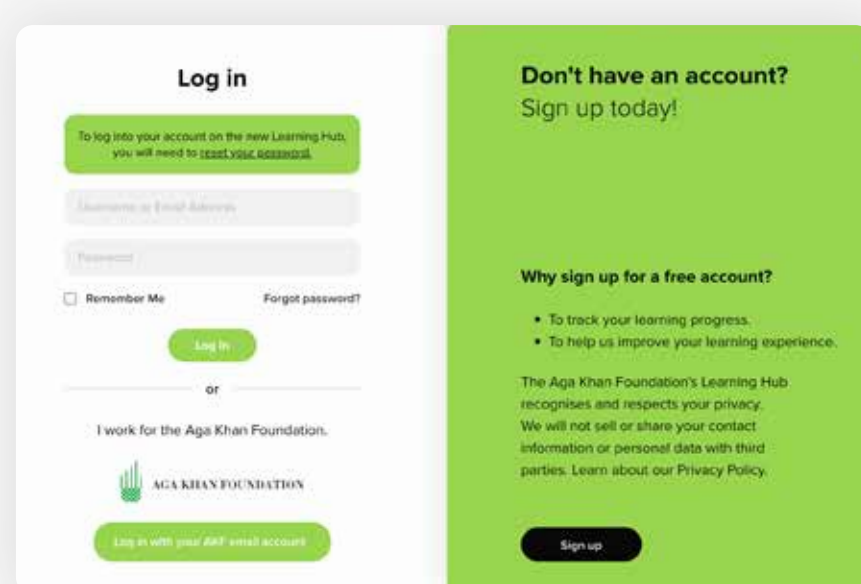 Log in
To log into your account on the new Learning Hub,
you will need to reset your password.
Username or Email Address
Password
Remember Me
Forgot password?
Log In
or
I work for the Aga Khan Foundation.
AGA KHAN FOUNDATION
Log in with your AKF email account
Don't have an account?
Sign up today!
Why sign up for a free account?
• To track your learning progress.
• To help us improve your learning experience.
The Aga Khan Foundation's Learning Hub
recognises and respects your privacy.
We will not sell or share your contact
information or personal data with third
parties. Learn about our Privacy Policy.
Sign up